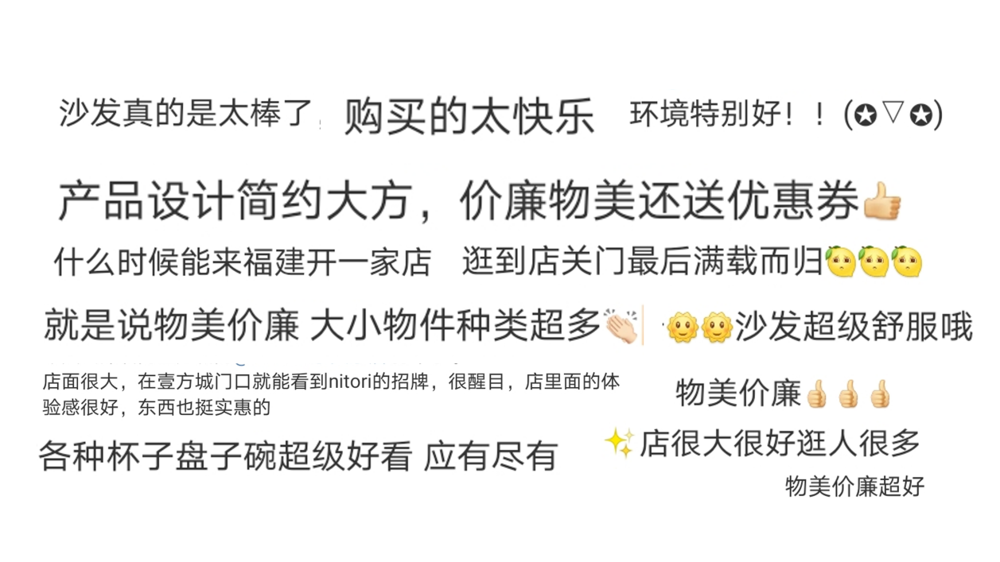 沙发真的是太棒了
购买的太快乐
环境特别好！！(✪▽✪)
产品设计简约大方，价廉物美还送优惠券👍
什么时候能来福建开一家店
逛到店关门最后满载而归🍋🍋🍋
就是说物美价廉 大小物件种类超多👏
🌞🌞沙发超级舒服哦
店面很大，在壹方城门口就能看到nitori的招牌，很醒目，店里面的体
验感很好，东西也挺实惠的
物美价廉👍👍👍
各种杯子盘子碗超级好看 应有尽有
✨店很大很好逛人很多
物美价廉超好